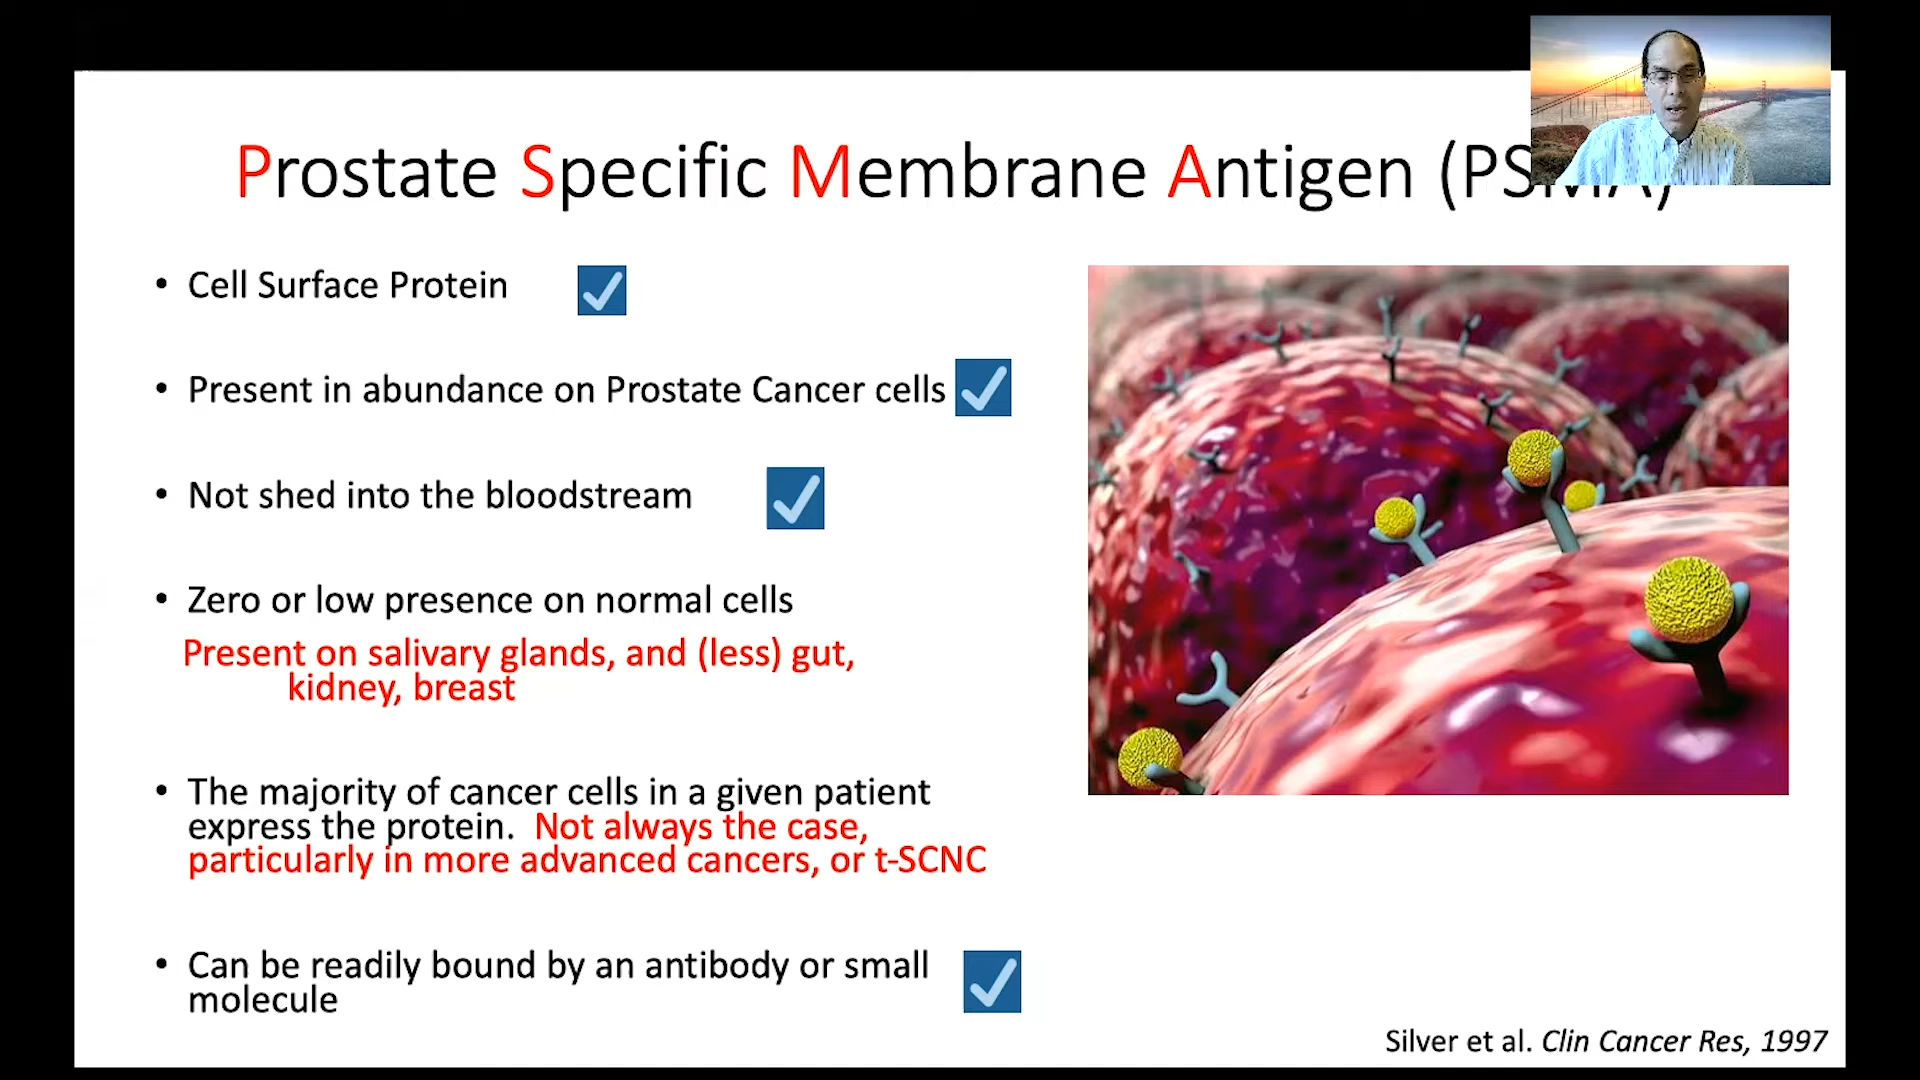 Prostate Specific Membrane Antigen (PSMA)
• Cell Surface Protein
• Present in abundance on Prostate Cancer cells
• Not shed into the bloodstream
• Zero or low presence on normal cells
Present on salivary glands, and (less) gut,
kidney, breast
• The majority of cancer cells in a given patient
express the protein. Not always the case,
particularly in more advanced cancers, or t-SCNC
• Can be readily bound by an antibody or small
molecule
Silver et al. Clin Cancer Res, 1997